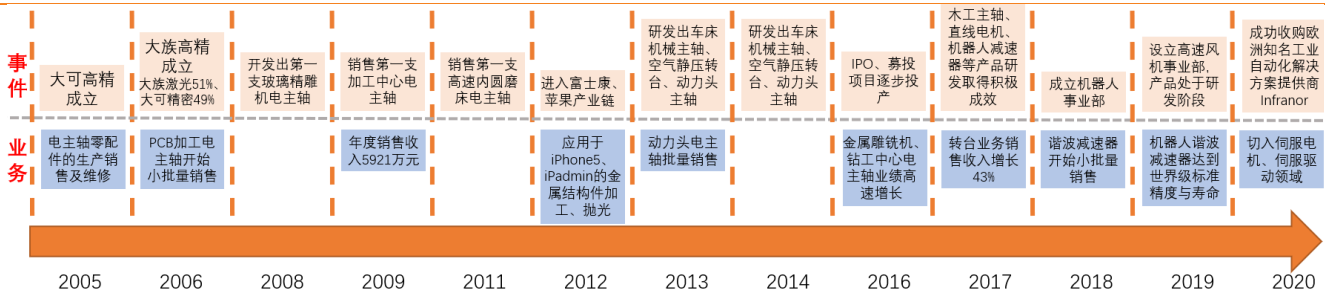 事件
大可高精
成立
大族高精
成立
大族激光51%、
大可精密49%
开发出第一
支玻璃精雕
机电主轴
销售第一支
加工中心电
主轴
销售第一支
高速内圆磨
床电主轴
进入富士康、
苹果产业链
研发出车床
机械主轴、
空气静压转
台、动力头
主轴
研发出车床
机械主轴、
空气静压转
台、动力头
主轴
IPO、募投
项目逐步投
产
木工主轴、
直线电机、
机器人减速
器等产品研
发取得积极
成效
成立机器人
事业部
设立高速风
机事业部，
产品处于研
发阶段
成功收购欧
洲知名工业
自动化解决
方案提供商
Infranor
业务
电主轴零配
件的生产销
售及维修
PCB加工电
主轴开始
小批量销售
年度销售收
入5921万元
应用于
iPhone5、
iPadmin的金
属结构件加
工、抛光
动力头电主
轴批量销售
金属雕铣机、
钻工中心电
主轴业绩高
速增长
转台业务销
售收入增长
43%
谐波减速器
开始小批量
销售
机器人谐波
减速器达到
世界级标准
精度与寿命
切入伺服电
机、伺服驱
动领域
2005
2006
2008
2009
2011
2012
2013
2014
2016
2017
2018
2019
2020